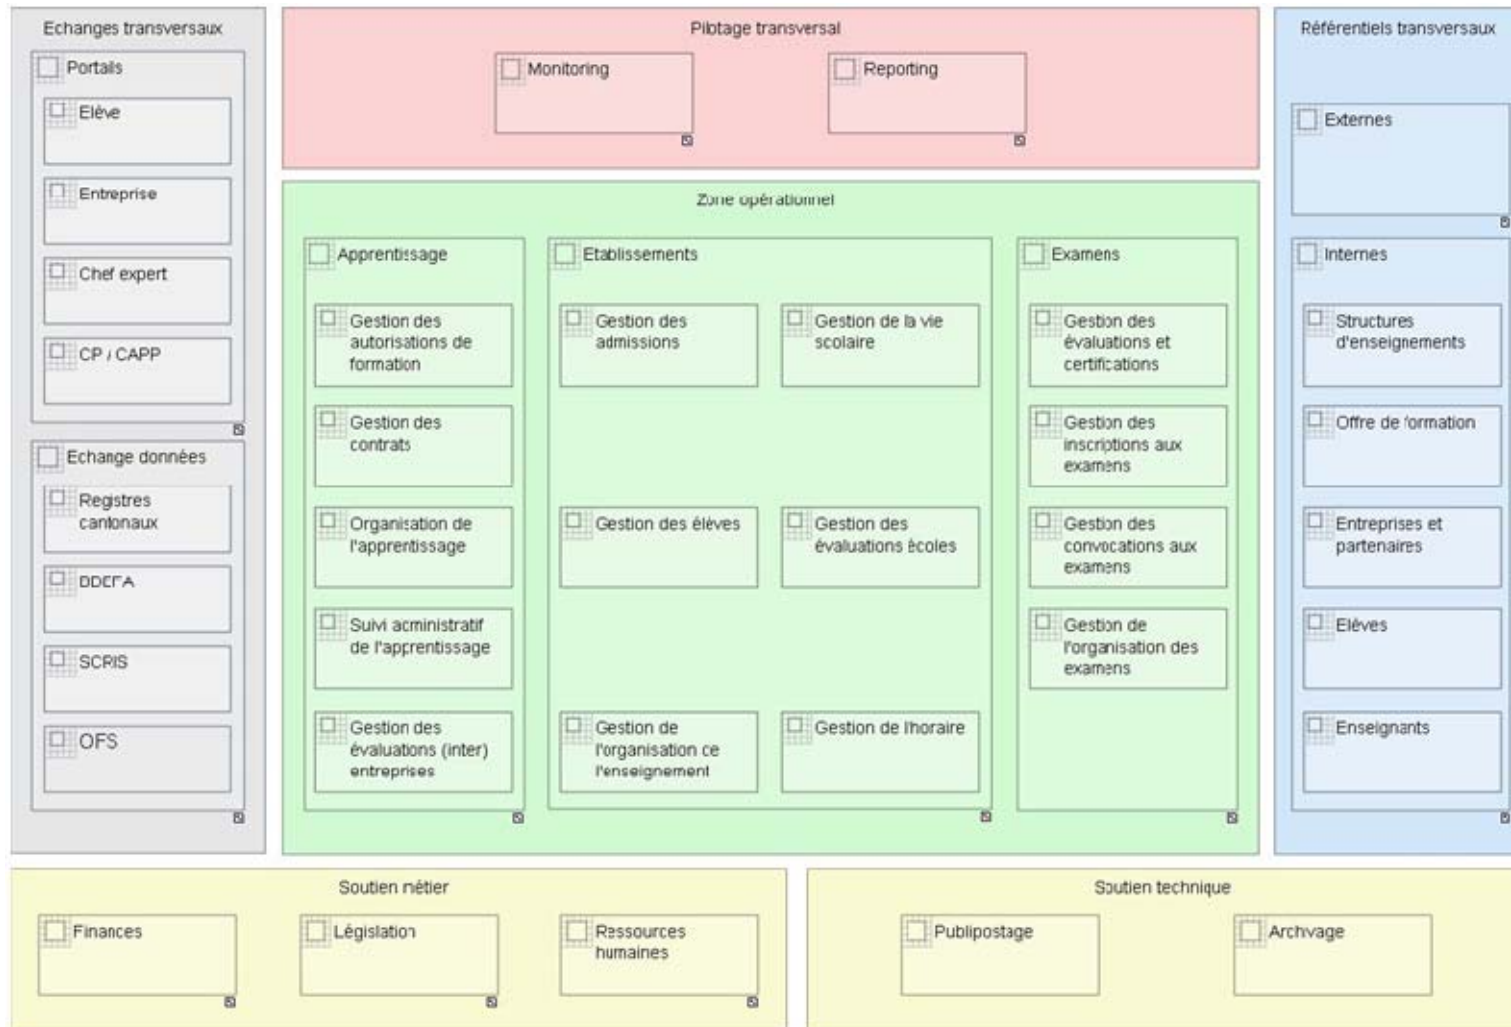 Echanges transversaux
Portails
Elève
Entreprise
Chef expert
CP / CAPP
Echange données
Registres
cantonaux
BDEFA
SCRIS
OFS
Pilotage transversal
Monitoring
Reporting
Zone opérationnel
Apprentissage
Gestion des
autorisations de
formation
Gestion des
contrats
Organisation de
l'apprentissage
Suivi administratif
de l'apprentissage
Gestion des
évaluations (inter)
entreprises
Etablissements
Gestion des
admissions
Gestion de la vie
scolaire
Gestion des élèves
Gestion des
évaluations écoles
Gestion de
l'organisation de
l'enseignement
Gestion de l'horaire
Examens
Gestion des
évaluations et
certifications
Gestion des
inscriptions aux
examens
Gestion des
convocations aux
examens
Gestion de
l'organisation des
examens
Référentiels transversaux
Externes
Internes
Structures
d'enseignements
Offre de formation
Entreprises et
partenaires
Elèves
Enseignants
Soutien métier
Finances
Législation
Ressources
humaines
Soutien technique
Publipostage
Archivage